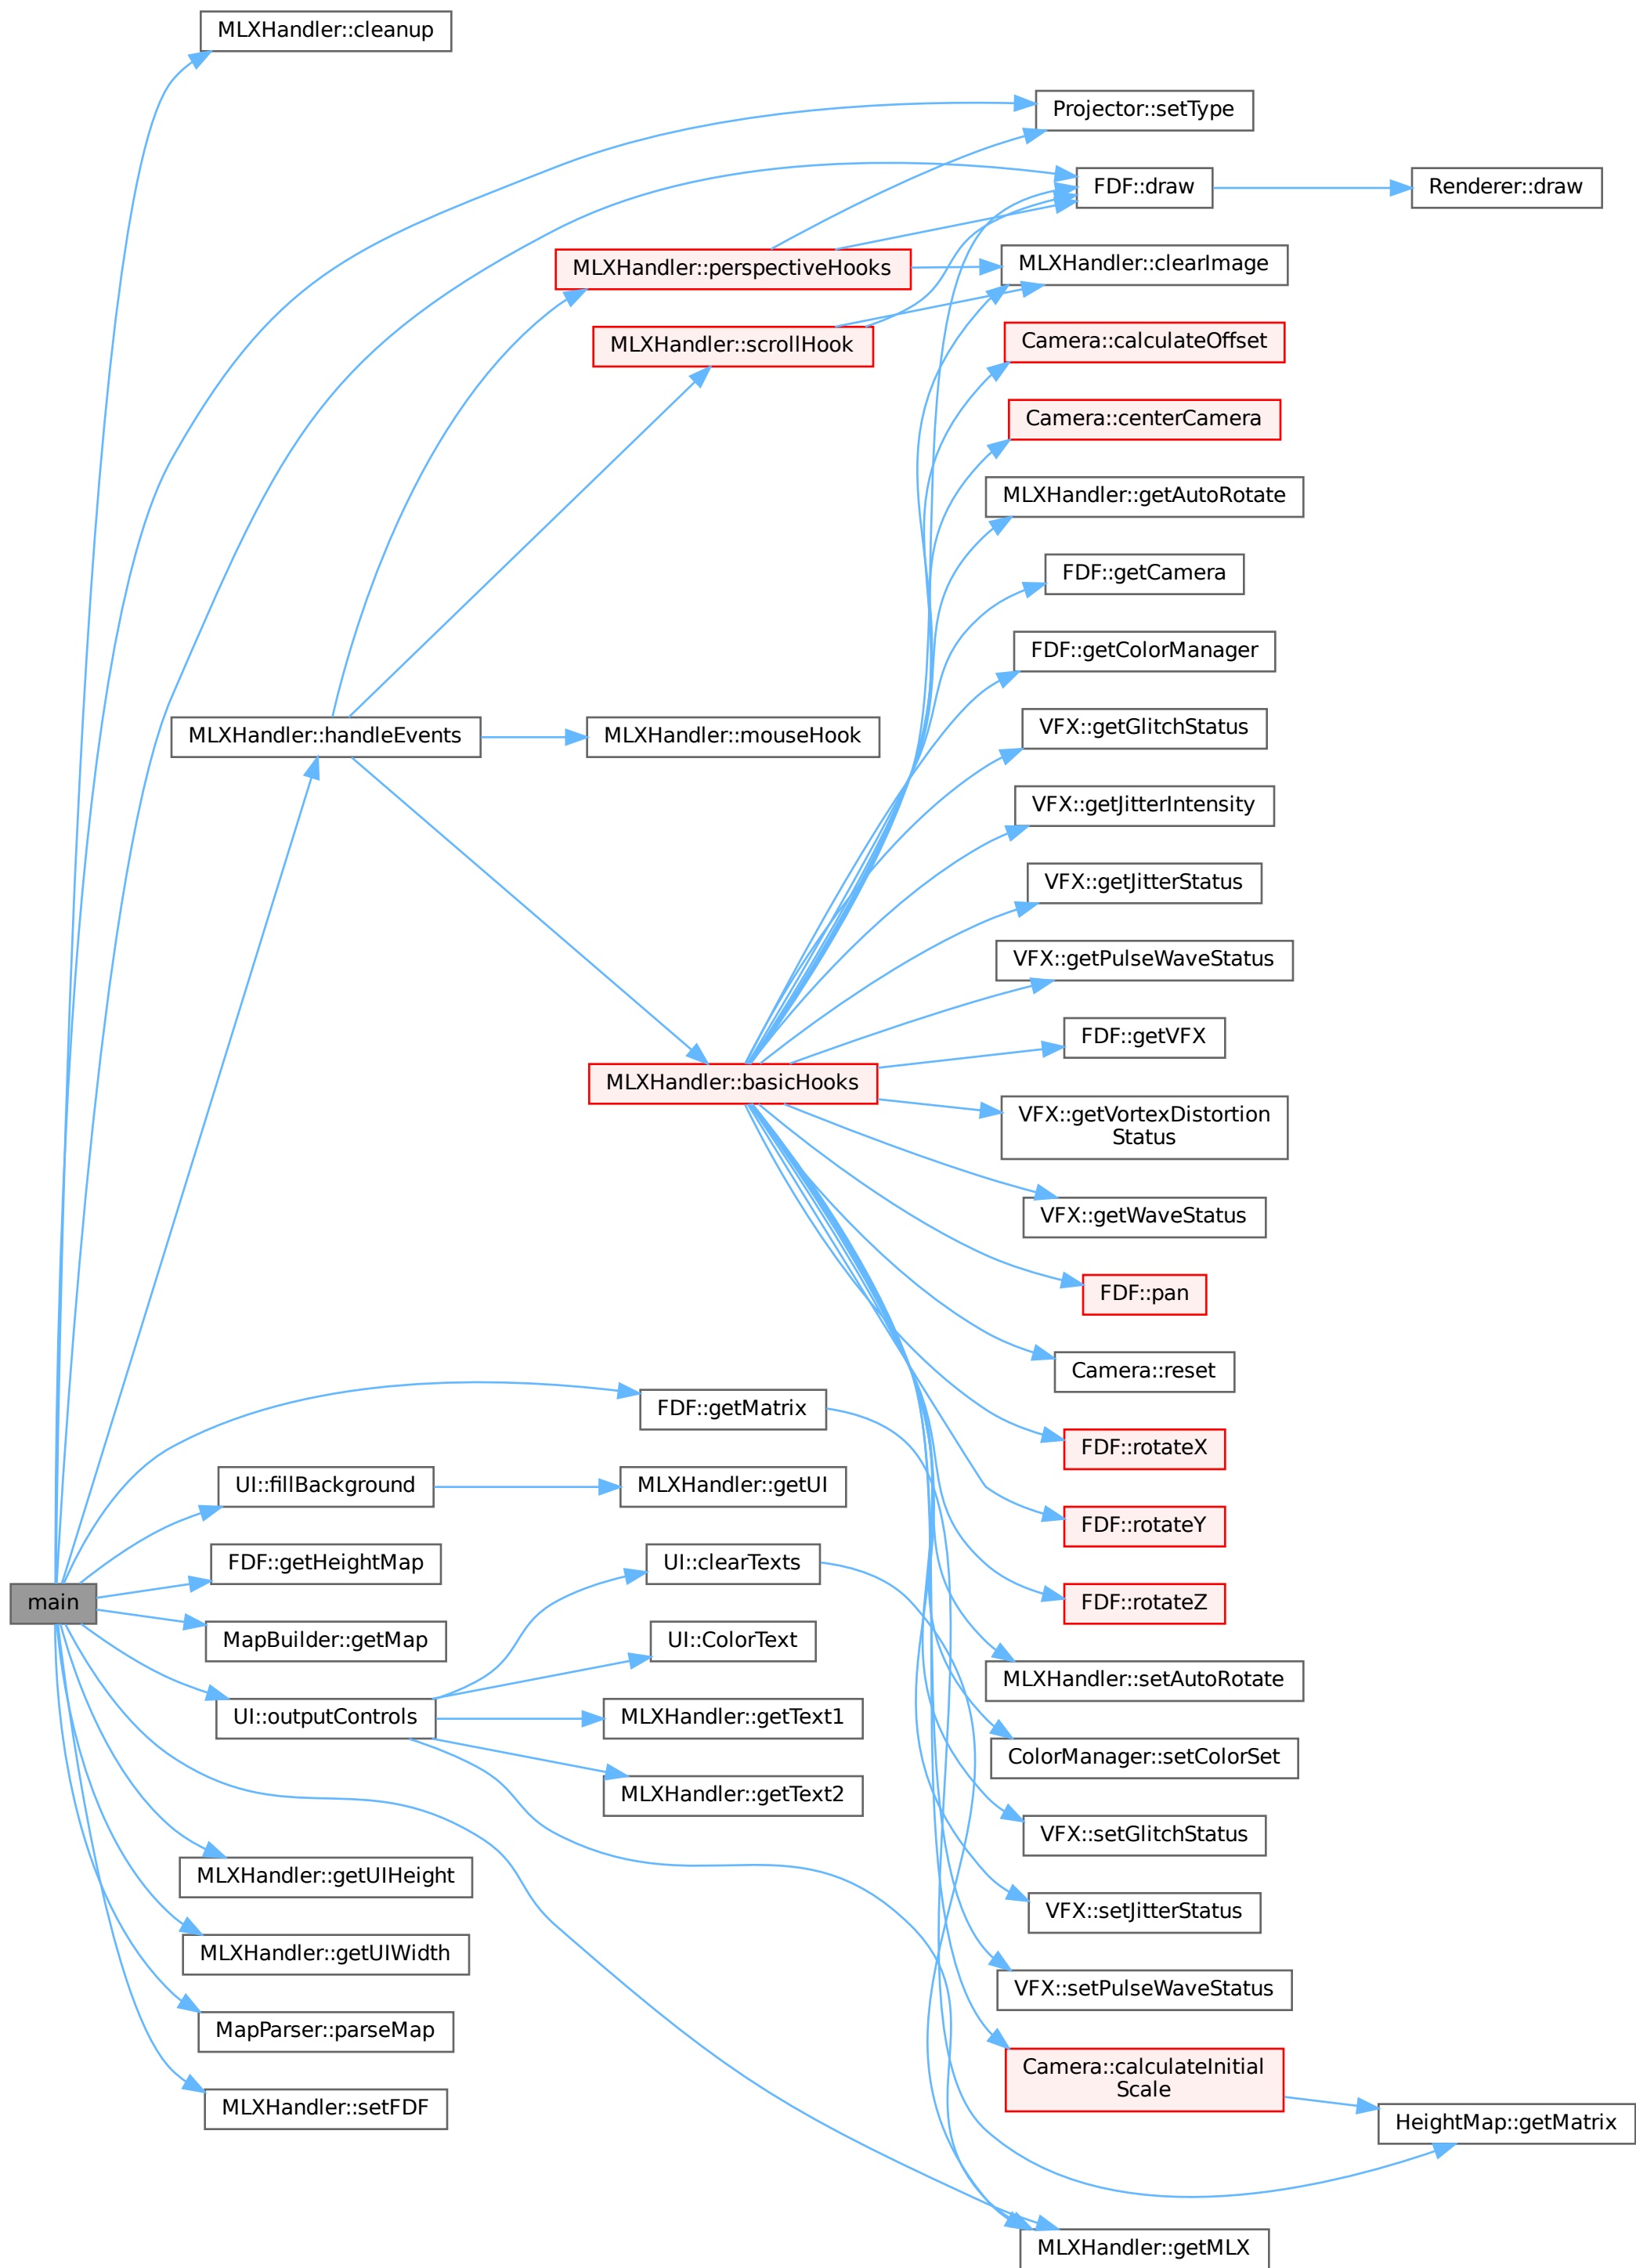 MLXHandler::cleanup
Projector::setType
FDF::draw
Renderer::draw
MLXHandler::perspectiveHooks
MLXHandler::clearImage
MLXHandler::scrollHook
Camera::calculateOffset
Camera::centerCamera
MLXHandler::getAutoRotate
FDF::getCamera
FDF::getColorManager
MLXHandler::handleEvents
MLXHandler::mouseHook
VFX::getGlitchStatus
VFX::getJitterIntensity
VFX::getJitterStatus
VFX::getPulseWaveStatus
FDF::getVFX
MLXHandler::basicHooks
VFX::getVortexDistortion
Status
VFX::getWaveStatus
FDF::pan
Camera::reset
FDF::getMatrix
FDF::rotateX
UI::fillBackground
MLXHandler::getUI
FDF::rotateY
FDF::getHeightMap
UI::clearTexts
FDF::rotateZ
main
MapBuilder::getMap
UI::ColorText
MLXHandler::setAutoRotate
UI::outputControls
MLXHandler::getText1
ColorManager::setColorSet
MLXHandler::getText2
VFX::setGlitchStatus
MLXHandler::getUIHeight
VFX::setJitterStatus
MLXHandler::getUIWidth
VFX::setPulseWaveStatus
MapParser::parseMap
Camera::calculateInitial
Scale
MLXHandler::setFDF
HeightMap::getMatrix
MLXHandler::getMLX